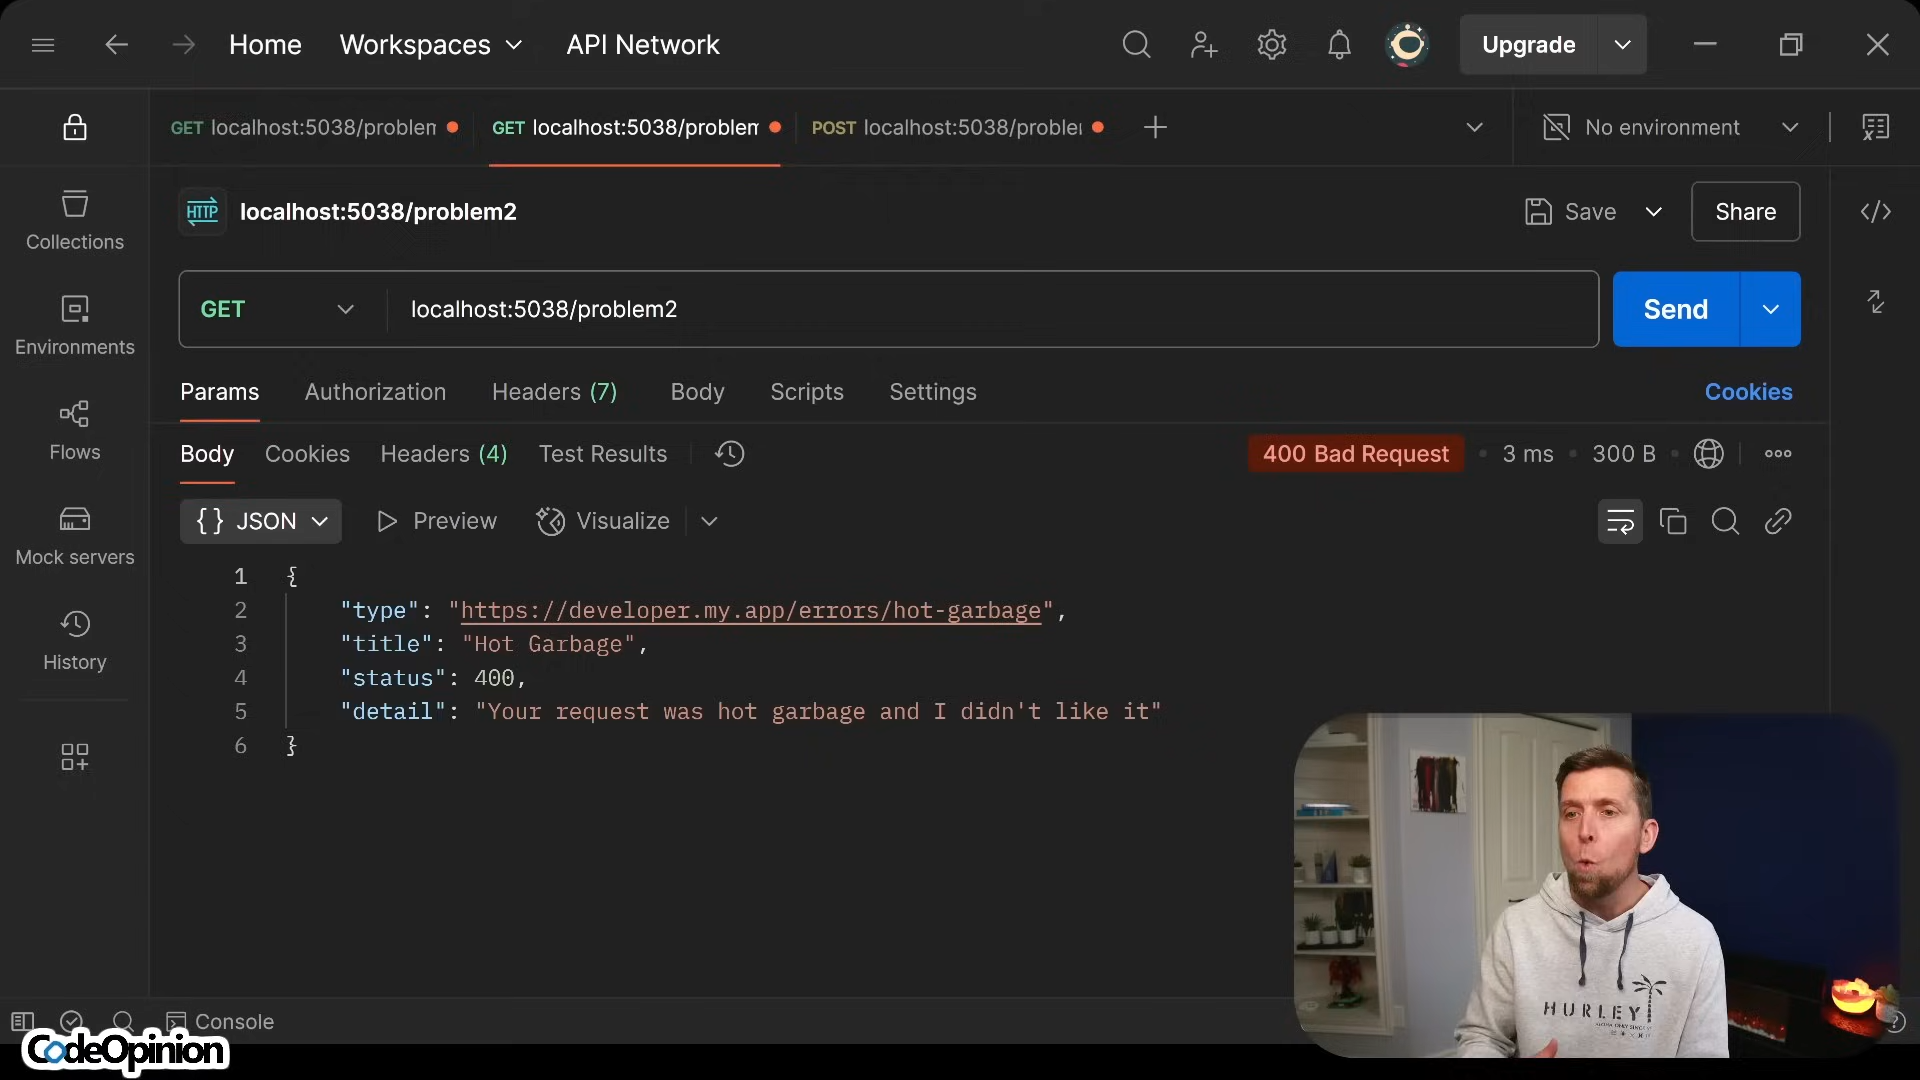 Home Workspaces API Network Upgrade
GET localhost:5038/problem GET localhost:5038/problem POST localhost:5038/proble No environment
HTTP localhost:5038/problem2 Save Share
GET localhost:5038/problem2 Send
Params Authorization Headers (7) Body Scripts Settings Cookies
Body Cookies Headers (4) Test Results 400 Bad Request 3 ms 300 B
{ } JSON Preview Visualize
Collections
Environments
Flows
Mock servers
History
1 {
2 "type": "https://developer.my.app/errors/hot-garbage",
3 "title": "Hot Garbage",
4 "status": 400,
5 "detail": "Your request was hot garbage and I didn't like it"
6 }
HURLEY
Console
CodeOpinion